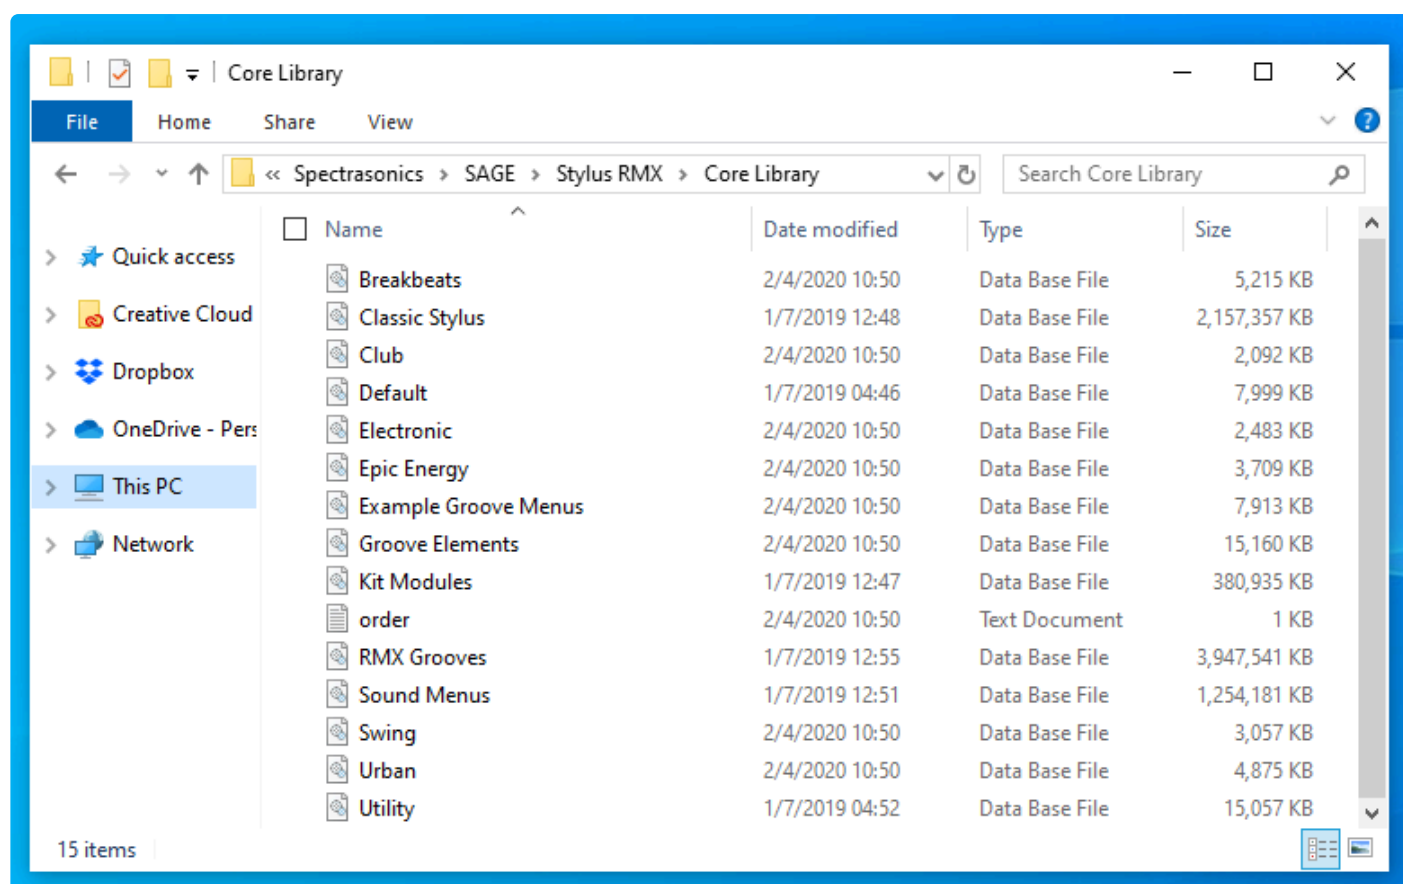 Core Library
File Home Share View
« Spectrasonics > SAGE > Stylus RMX > Core Library Search Core Library
Name Date modified Type Size
Quick access
Creative Cloud
Dropbox
OneDrive - Pers
This PC
Network
Breakbeats 2/4/2020 10:50 Data Base File 5,215 KB
Classic Stylus 1/7/2019 12:48 Data Base File 2,157,357 KB
Club 2/4/2020 10:50 Data Base File 2,092 KB
Default 1/7/2019 04:46 Data Base File 7,999 KB
Electronic 2/4/2020 10:50 Data Base File 2,483 KB
Epic Energy 2/4/2020 10:50 Data Base File 3,709 KB
Example Groove Menus 2/4/2020 10:50 Data Base File 7,913 KB
Groove Elements 2/4/2020 10:50 Data Base File 15,160 KB
Kit Modules 1/7/2019 12:47 Data Base File 380,935 KB
order 2/4/2020 10:50 Text Document 1 KB
RMX Grooves 1/7/2019 12:55 Data Base File 3,947,541 KB
Sound Menus 1/7/2019 12:51 Data Base File 1,254,181 KB
Swing 2/4/2020 10:50 Data Base File 3,057 KB
Urban 2/4/2020 10:50 Data Base File 4,875 KB
Utility 1/7/2019 04:52 Data Base File 15,057 KB
15 items